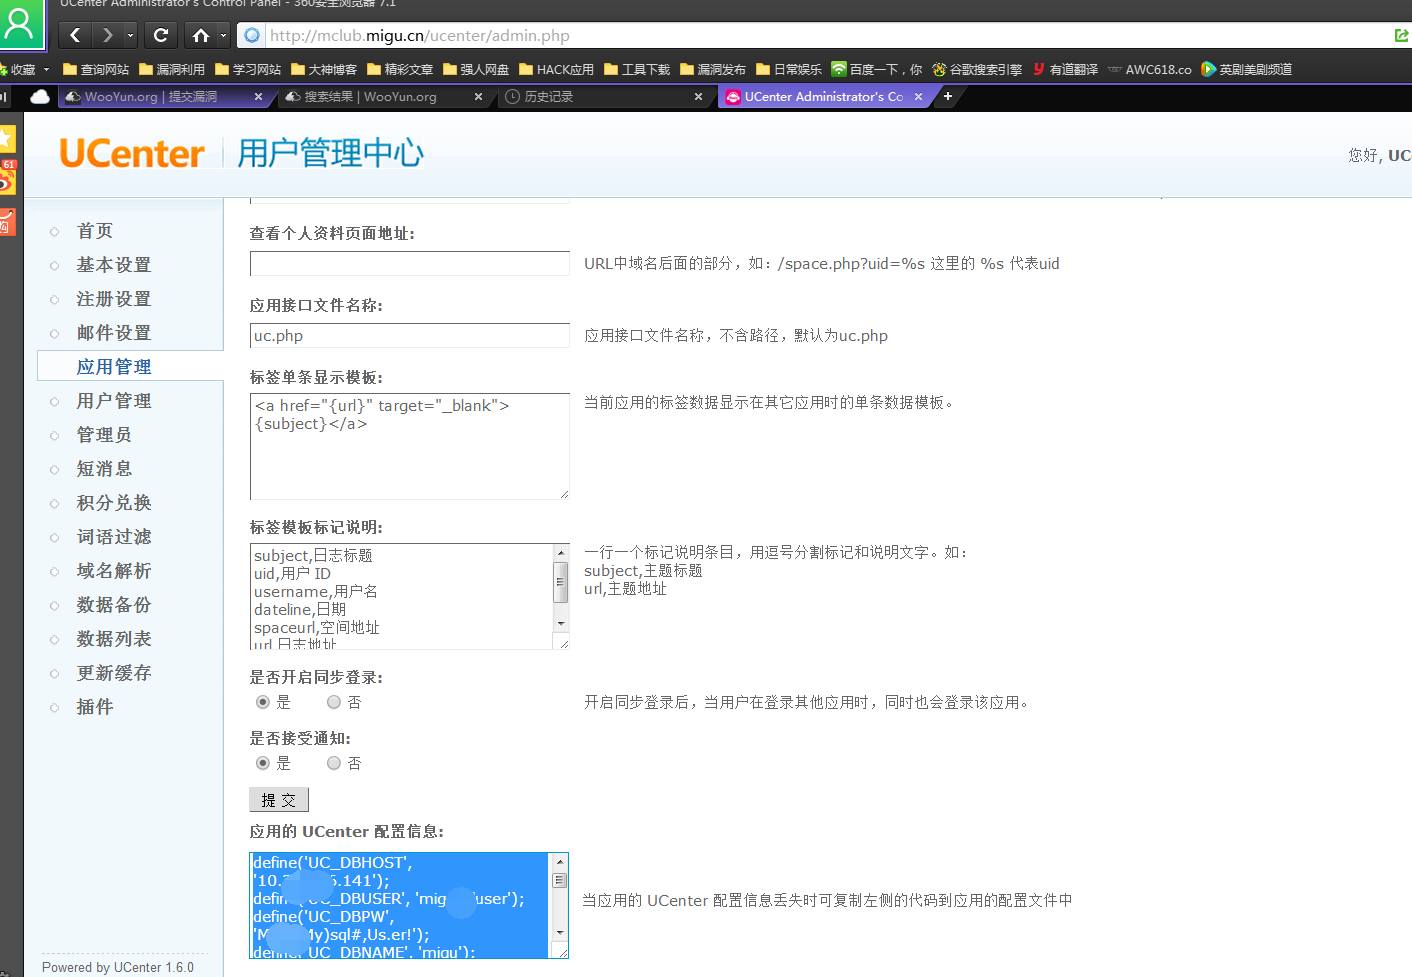 UCenter Administrator's Control Panel - 360安全浏览器 7.1
http://mclub.migu.cn/ucenter/admin.php
收藏 查询网站 漏洞利用 学习网站 大神博客 精彩文章 强人网盘 HACK应用 工具下载 漏洞发布 日常娱乐 百度一下，你 谷歌搜索引擎 有道翻译 AWC618.co 英剧美剧频道
WooYun.org | 提交漏洞 搜索结果 | WooYun.org 历史记录 UCenter Administrator's Co
61
UCenter 用户管理中心
您好, UC
首页
基本设置
注册设置
邮件设置
应用管理
用户管理
管理员
短消息
积分兑换
词语过滤
域名解析
数据备份
数据列表
更新缓存
插件
Powered by UCenter 1.6.0
查看个人资料页面地址:
URL中域名后面的部分，如：/space.php?uid=%s 这里的 %s 代表uid
应用接口文件名称:
uc.php
应用接口文件名称，不含路径，默认为uc.php
标签单条显示模板:
<a href="{url}" target="_blank">
{subject}</a>
当前应用的标签数据显示在其它应用时的单条数据模板。
标签模板标记说明:
subject,日志标题
uid,用户 ID
username,用户名
dateline,日期
spaceurl,空间地址
url,日志地址
一行一个标记说明条目，用逗号分割标记和说明文字。如：
subject,主题标题
url,主题地址
是否开启同步登录:
是 否
开启同步登录后，当用户在登录其他应用时，同时也会登录该应用。
是否接受通知:
是 否
提 交
应用的 UCenter 配置信息:
define('UC_DBHOST',
'10. 6.141');
define('UC_DBUSER', 'mig user');
define('UC_DBPW',
'M My)sql#,Us.er!');
define('UC_DBNAME', 'migu');
当应用的 UCenter 配置信息丢失时可复制左侧的代码到应用的配置文件中